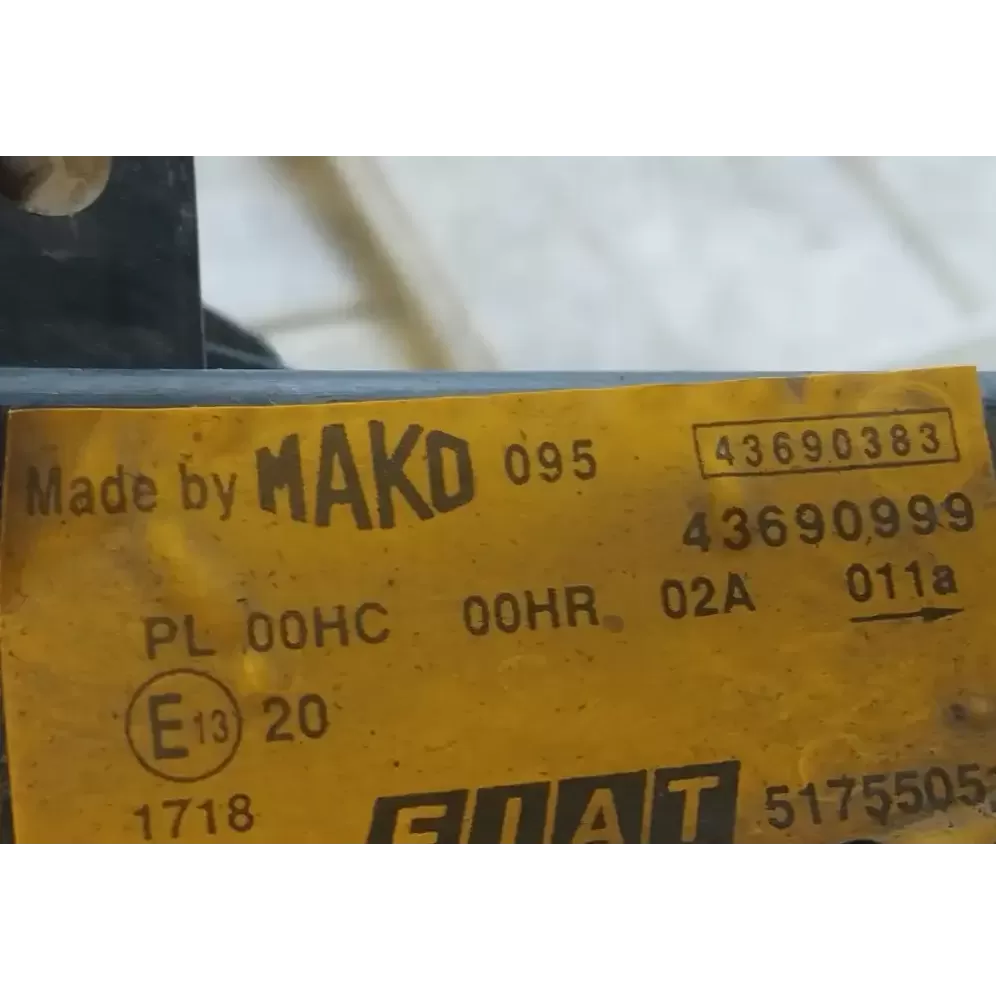 Made by MAKO 095 43690383
43690999
PL 00HC 00HR 02A 011a
E13 20
1718 FIAT